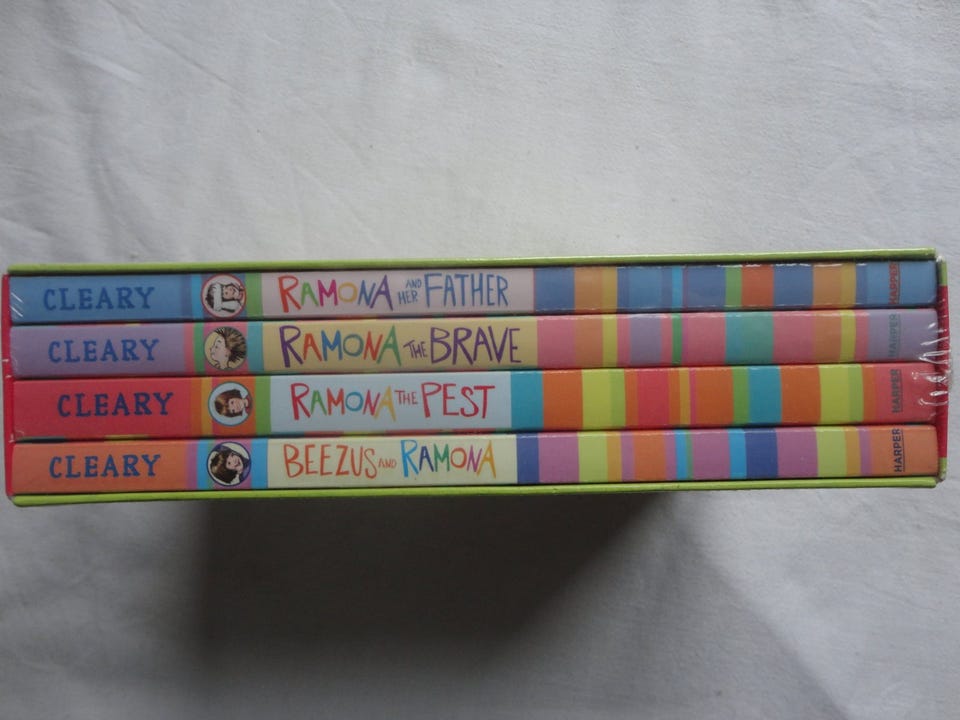 CLEARY RAMONA AND HER FATHER HARPER
CLEARY RAMONA THE BRAVE HARPER
CLEARY RAMONA THE PEST HARPER
CLEARY BEEZUS AND RAMONA HARPER